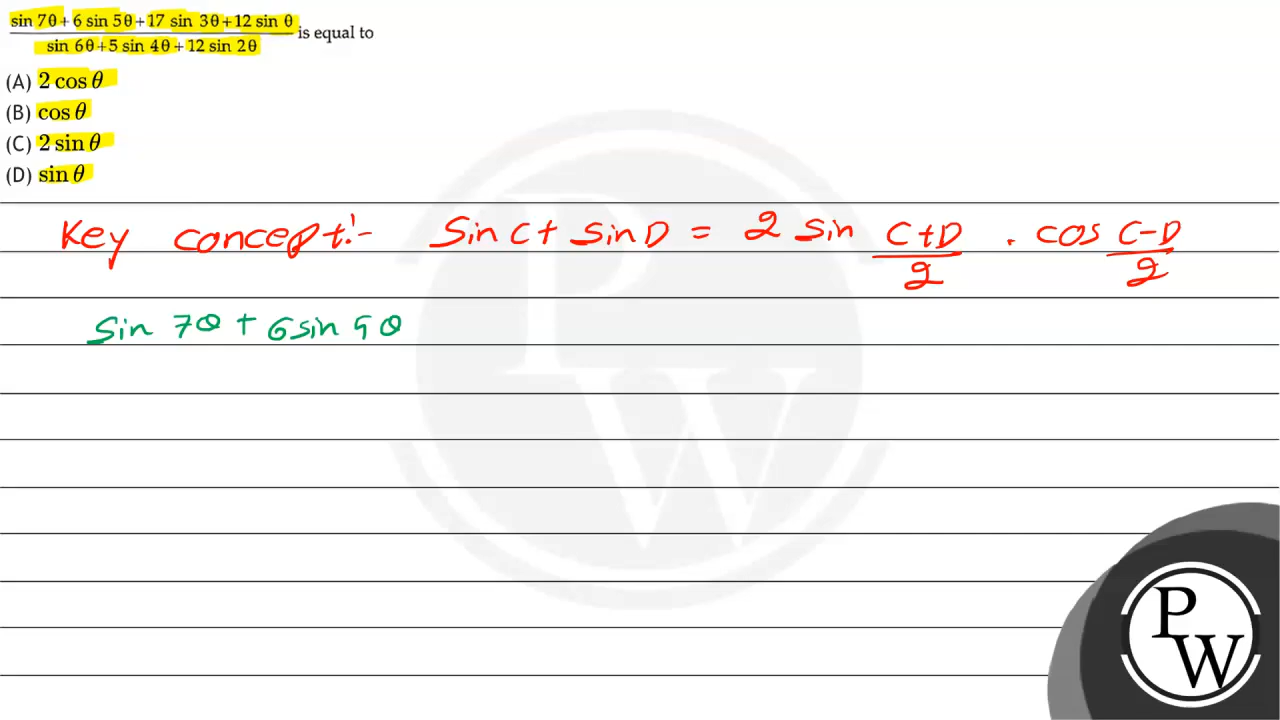 sin 7θ+6 sin 5θ+17 sin 3θ+12 sin θ
sin 6θ+5 sin 4θ+12 sin 2θ
is equal to
(A) 2 cos θ
(B) cos θ
(C) 2 sin θ
(D) sin θ
Key concept:- Sin C + sin D = 2 sin C+D/2 . cos C-D/2
Sin 7θ + 6 sin 5θ
P
W
P
W